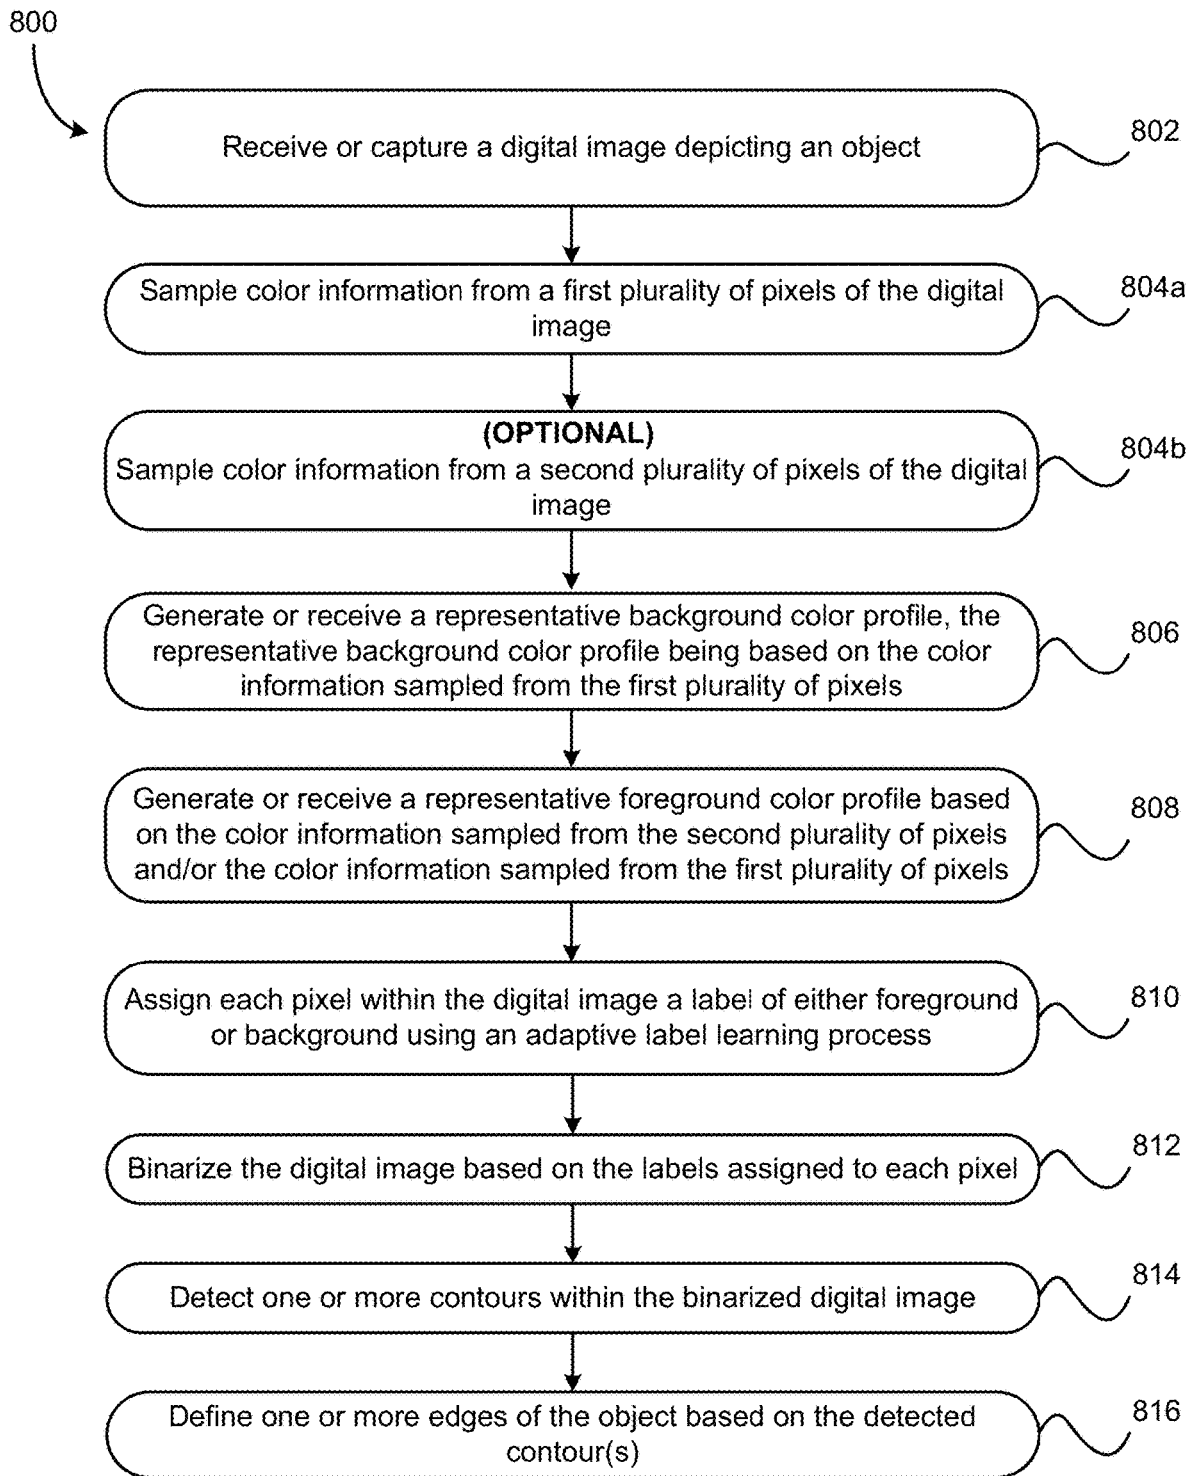 800
Receive or capture a digital image depicting an object
802
Sample color information from a first plurality of pixels of the digital
image
804a
(OPTIONAL)
Sample color information from a second plurality of pixels of the digital
image
804b
Generate or receive a representative background color profile, the
representative background color profile being based on the color
information sampled from the first plurality of pixels
806
Generate or receive a representative foreground color profile based
on the color information sampled from the second plurality of pixels
and/or the color information sampled from the first plurality of pixels
808
Assign each pixel within the digital image a label of either foreground
or background using an adaptive label learning process
810
Binarize the digital image based on the labels assigned to each pixel
812
Detect one or more contours within the binarized digital image
814
Define one or more edges of the object based on the detected
contour(s)
816